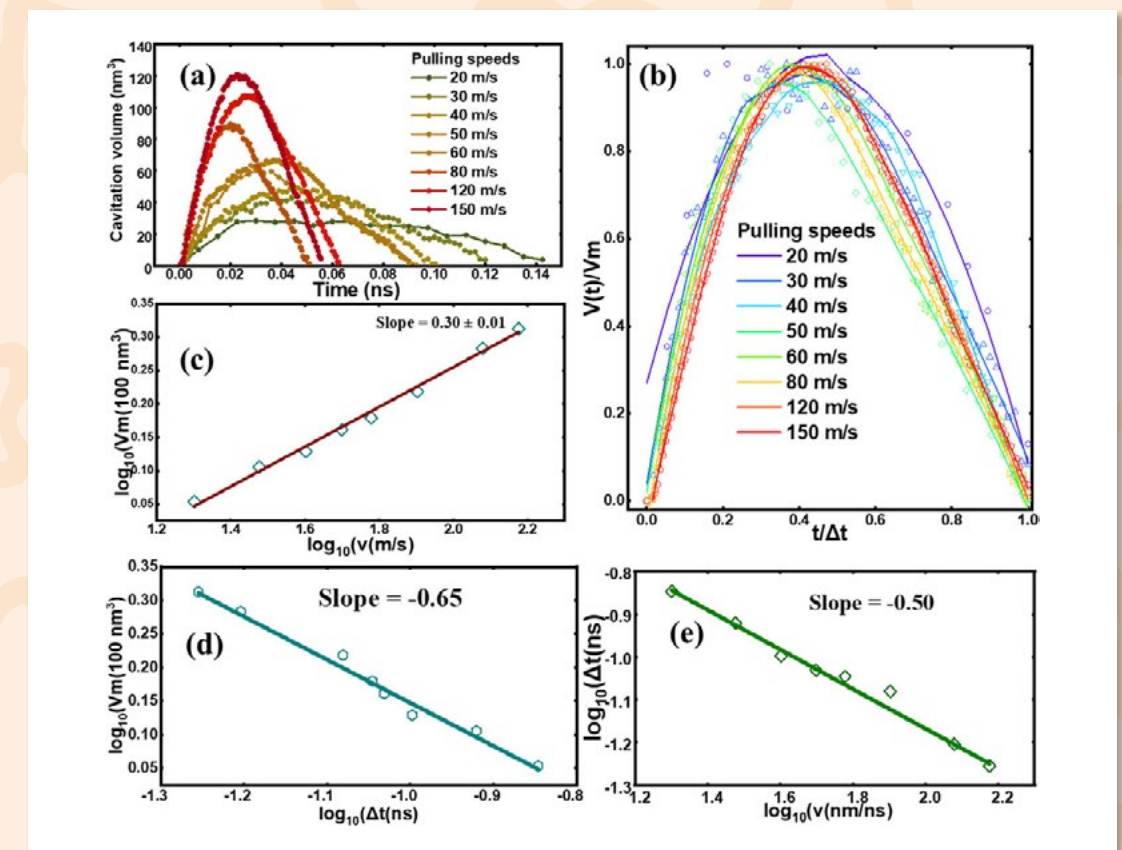 (a)
Cavitation volume (nm³)
140
120
100
80
60
40
20
0
0.00 0.02 0.04 0.06 0.08 0.10 0.12 0.14
Time (ns)
Pulling speeds
20 m/s
30 m/s
40 m/s
50 m/s
60 m/s
80 m/s
120 m/s
150 m/s
(b)
V(t)/Vm
1.0
0.8
0.6
0.4
0.2
0.0
0.0 0.2 0.4 0.6 0.8 1.0
t/Δt
Pulling speeds
20 m/s
30 m/s
40 m/s
50 m/s
60 m/s
80 m/s
120 m/s
150 m/s
(c)
Slope = 0.30 ± 0.01
log₁₀(Vm(100 nm³)
0.35
0.30
0.25
0.20
0.15
0.10
0.05
1.2 1.4 1.6 1.8 2.0 2.2
log₁₀(v(m/s)
(d)
Slope = -0.65
log₁₀(Vm(100 nm³)
0.35
0.30
0.25
0.20
0.15
0.10
0.05
-1.3 -1.2 -1.1 -1.0 -0.9 -0.8
log₁₀(Δt(ns)
(e)
Slope = -0.50
log₁₀(Δt(ns)
-0.8
-0.9
-1.0
-1.1
-1.2
-1.3
1.2 1.4 1.6 1.8 2.0 2.2
log₁₀(v(nm/ns)